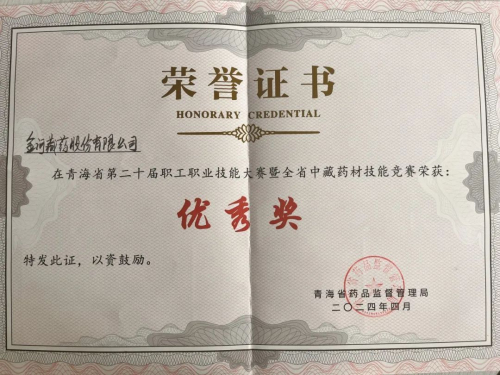 荣誉证书
HONORARY CREDENTIAL
金诃藏药股份有限公司
在青海省第二十届职工职业技能大赛暨全省中藏药材技能竞赛荣获：
优秀奖
特发此证，以资鼓励。
青海省药品监督管理局
二〇二四年四月